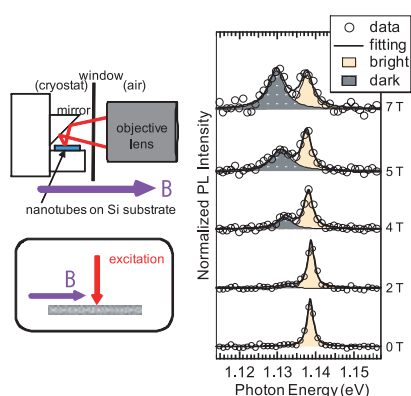 (cryostat)
window
(air)
mirror
objective
lens
B
nanotubes on Si substrate
B
excitation
data
fitting
bright
dark
Normalized PL Intensity
7 T
5 T
4 T
2 T
0 T
1.12 1.13 1.14 1.15
Photon Energy (eV)